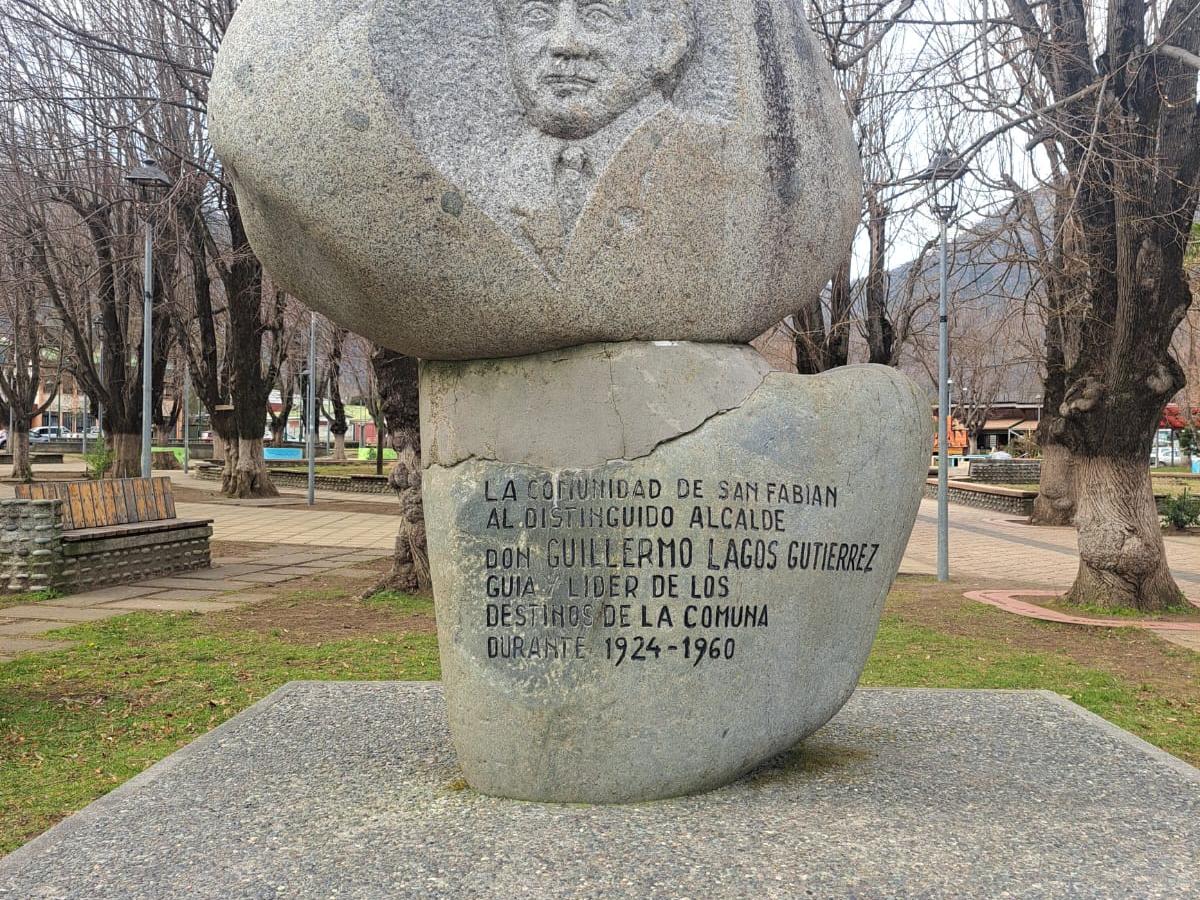 LA COMUNIDAD DE SAN FABIAN
AL DISTINGUIDO ALCALDE
DON GUILLERMO LAGOS GUTIERREZ
GUIA Y LIDER DE LOS
DESTINOS DE LA COMUNA
DURANTE 1924-1960